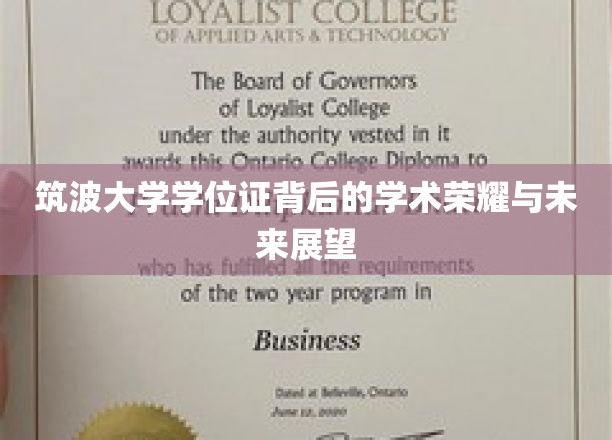 LOYALIST COLLEGE
OF APPLIED ARTS & TECHNOLOGY
The Board of Governors
of Loyalist College
under the authority vested in it
awards this Ontario College Diploma to
筑波大学学位证背后的学术荣耀与未
来展望
who has fulfilled all the requirements
of the two year program in
Business
Dated at Belleville, Ontario
June 12, 2020